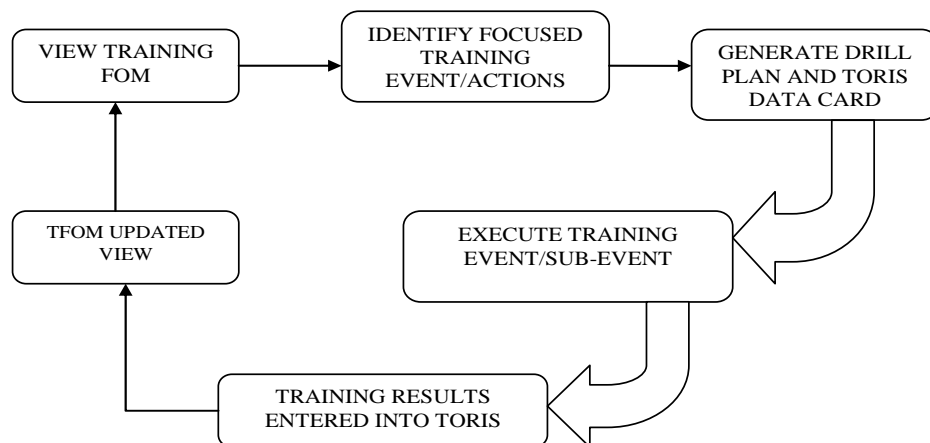 VIEW TRAINING
FOM
IDENTIFY FOCUSED
TRAINING
EVENT/ACTIONS
GENERATE DRILL
PLAN AND TORIS
DATA CARD
EXECUTE TRAINING
EVENT/SUB-EVENT
TRAINING RESULTS
ENTERED INTO TORIS
TFOM UPDATED
VIEW